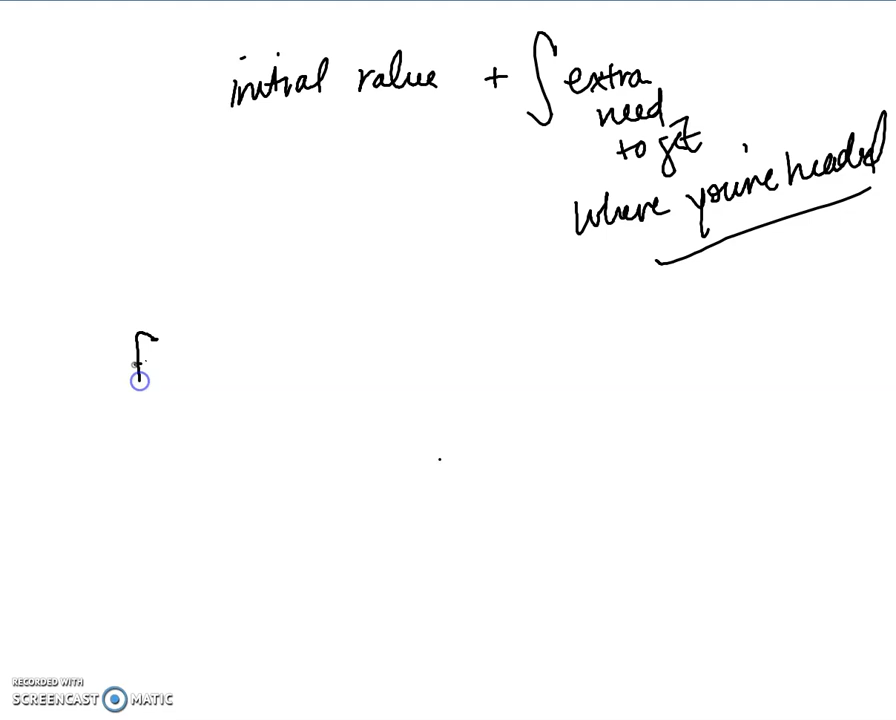 initial value + ∫ extra
need
to get
where you're headed
f
RECORDED WITH
SCREENCAST MATIC